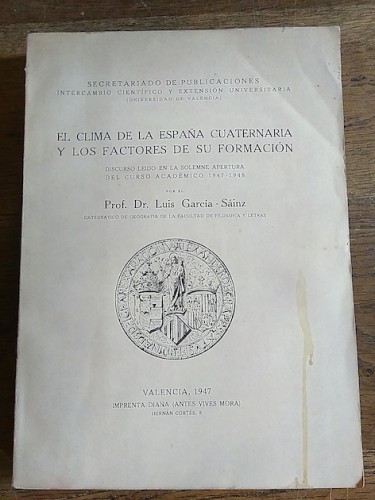 SECRETARIADO DE PUBLICACIONES
INTERCAMBIO CIENTÍFICO Y EXTENSIÓN UNIVERSITARIA
(UNIVERSIDAD DE VALENCIA)
EL CLIMA DE LA ESPAÑA CUATERNARIA
Y LOS FACTORES DE SU FORMACIÓN
DISCURSO LEIDO EN LA SOLEMNE APERTURA
DEL CURSO ACADÉMICO 1947-1948
POR EL
Prof. Dr. Luis García-Sáinz
CATEDRÁTICO DE GEOGRAFÍA DE LA FACULTAD DE FILOSOFÍA Y LETRAS
VALENCIA, 1947
IMPRENTA DIANA (ANTES VIVES MORA)
HERNÁN CORTÉS, 8